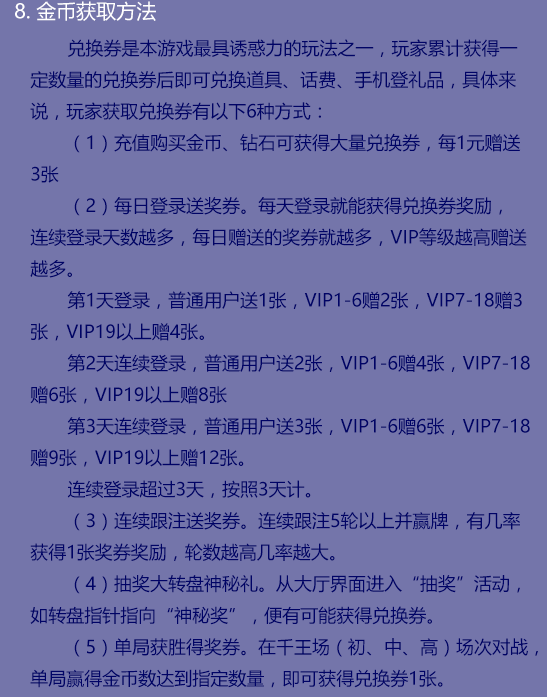 8. 金币获取方法
兑换券是本游戏最具诱惑力的玩法之一，玩家累计获得一
定数量的兑换券后即可兑换道具、话费、手机登礼品，具体来
说，玩家获取兑换券有以下6种方式：
（1）充值购买金币、钻石可获得大量兑换券，每1元赠送
3张
（2）每日登录送奖券。每天登录就能获得兑换券奖励，
连续登录天数越多，每日赠送的奖券就越多，VIP等级越高赠送
越多。
第1天登录，普通用户送1张，VIP1-6赠2张，VIP7-18赠3
张，VIP19以上赠4张。
第2天连续登录，普通用户送2张，VIP1-6赠4张，VIP7-18
赠6张，VIP19以上赠8张
第3天连续登录，普通用户送3张，VIP1-6赠6张，VIP7-18
赠9张，VIP19以上赠12张。
连续登录超过3天，按照3天计。
（3）连续跟注送奖券。连续跟注5轮以上并赢牌，有几率
获得1张奖券奖励，轮数越高几率越大。
（4）抽奖大转盘神秘礼。从大厅界面进入“抽奖”活动，
如转盘指针指向“神秘奖”，便有可能获得兑换券。
（5）单局获胜得奖券。在千王场（初、中、高）场次对战，
单局赢得金币数达到指定数量，即可获得兑换券1张。